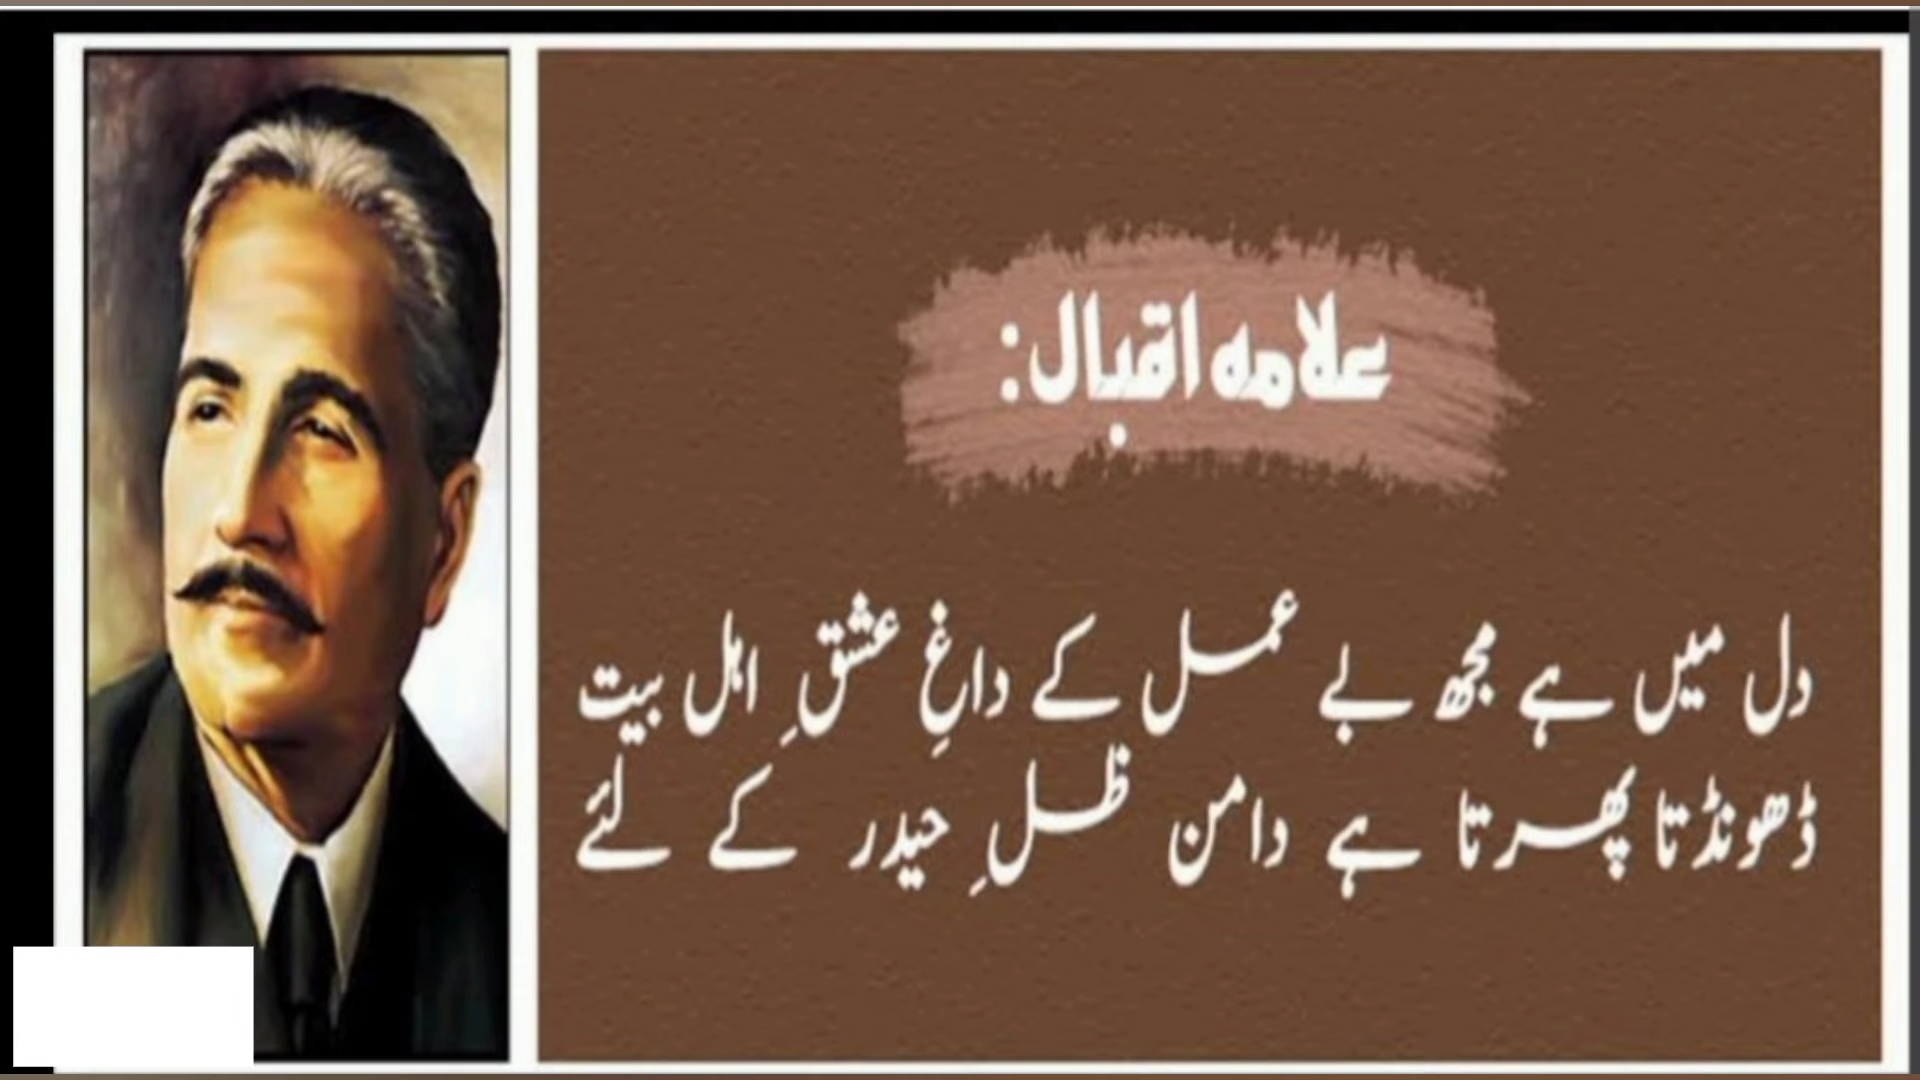 علامہ اقبال:
دل میں ہے مجھ بے عمل کے داغِ عشقِ اہل بیت
ڈھونڈتا پھرتا ہے دامن ظلِ حیدر کے لئے